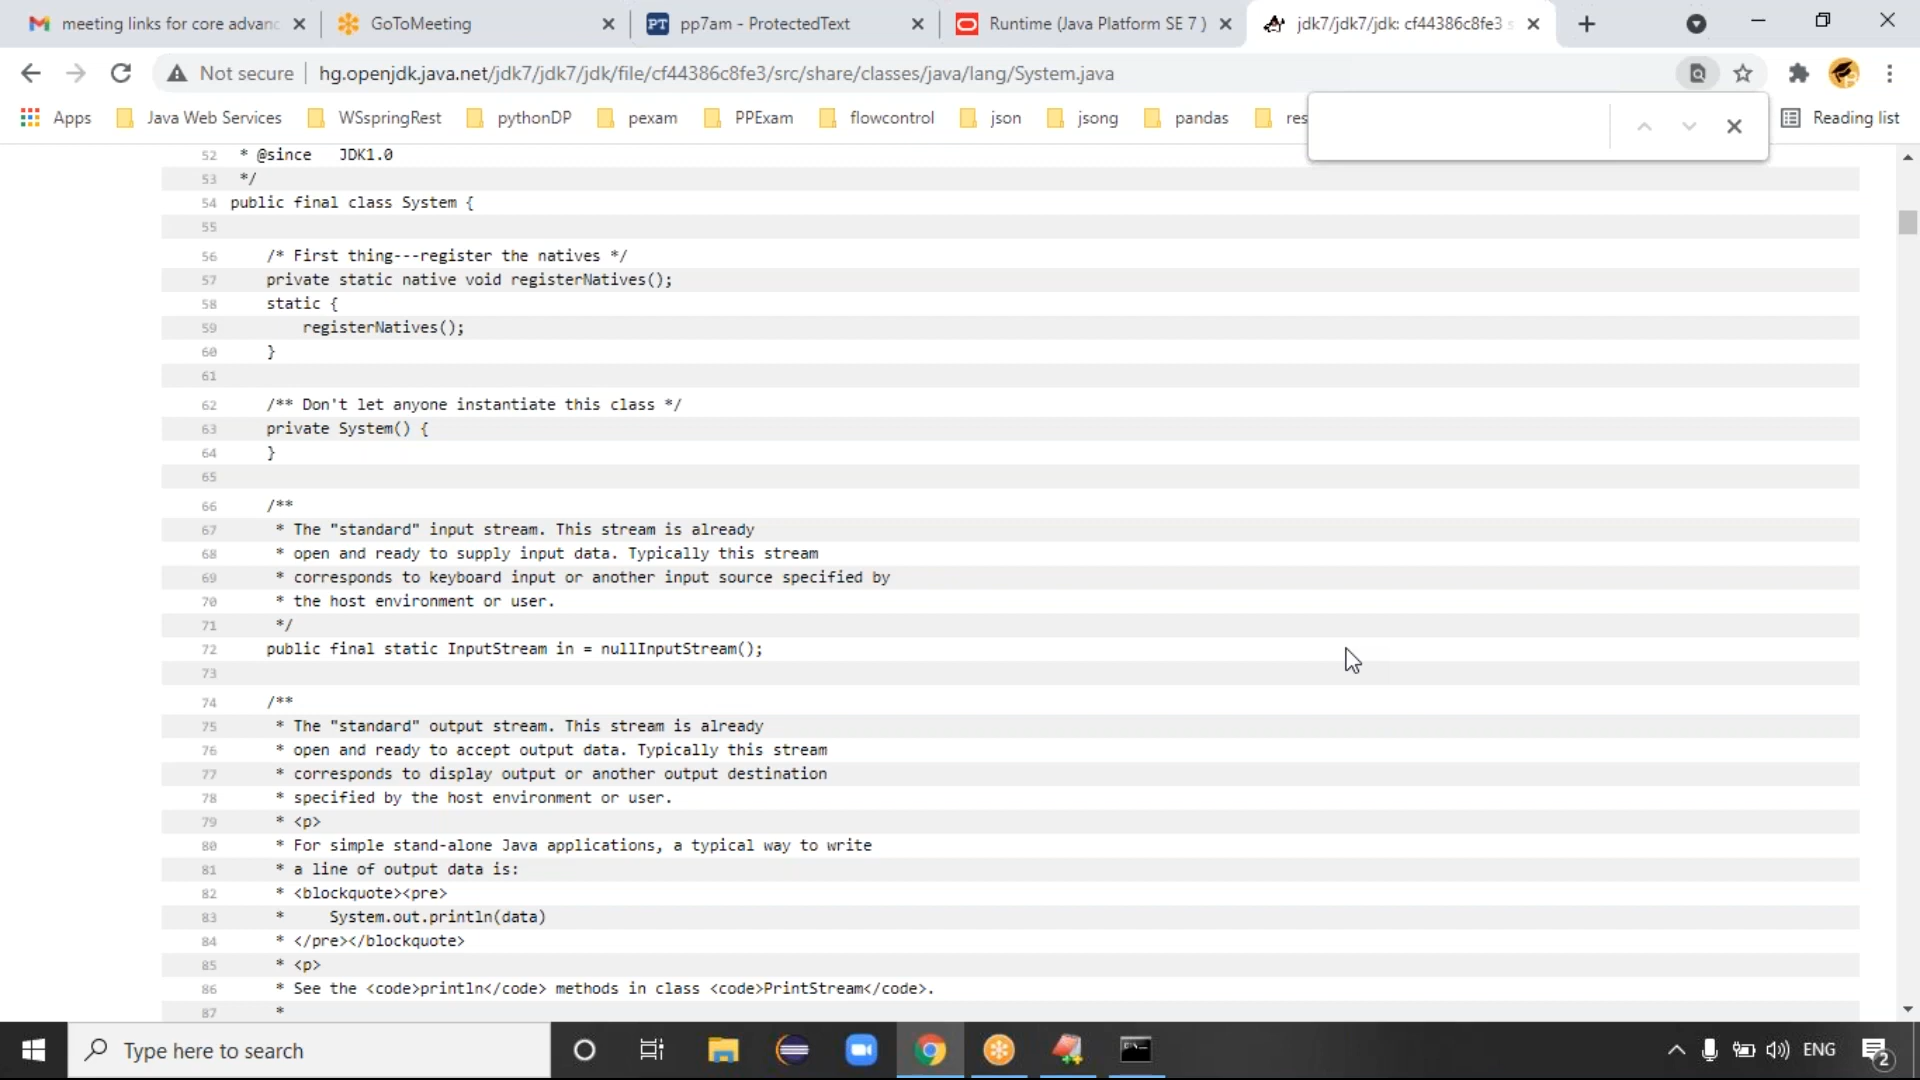 meeting links for core advanc
GoToMeeting
PT pp7am - ProtectedText
Runtime (Java Platform SE 7 )
jdk7/jdk7/jdk: cf44386c8fe3 s
Not secure
hg.openjdk.java.net/jdk7/jdk7/jdk/file/cf44386c8fe3/src/share/classes/java/lang/System.java
Apps
Java Web Services
WSspringRest
pythonDP
pexam
PPExam
flowcontrol
json
jsong
pandas
res
Reading list
52 * @since   JDK1.0
53 */
54 public final class System {
55
56 /* First thing---register the natives */
57 private static native void registerNatives();
58 static {
59 registerNatives();
60 }
61
62 /** Don't let anyone instantiate this class */
63 private System() {
64 }
65
66 /**
67 * The "standard" input stream. This stream is already
68 * open and ready to supply input data. Typically this stream
69 * corresponds to keyboard input or another input source specified by
70 * the host environment or user.
71 */
72 public final static InputStream in = nullInputStream();
73
74 /**
75 * The "standard" output stream. This stream is already
76 * open and ready to accept output data. Typically this stream
77 * corresponds to display output or another output destination
78 * specified by the host environment or user.
79 * <p>
80 * For simple stand-alone Java applications, a typical way to write
81 * a line of output data is:
82 * <blockquote><pre>
83 *     System.out.println(data)
84 * </pre></blockquote>
85 * <p>
86 * See the <code>println</code> methods in class <code>PrintStream</code>.
87 *
Type here to search
ENG
2